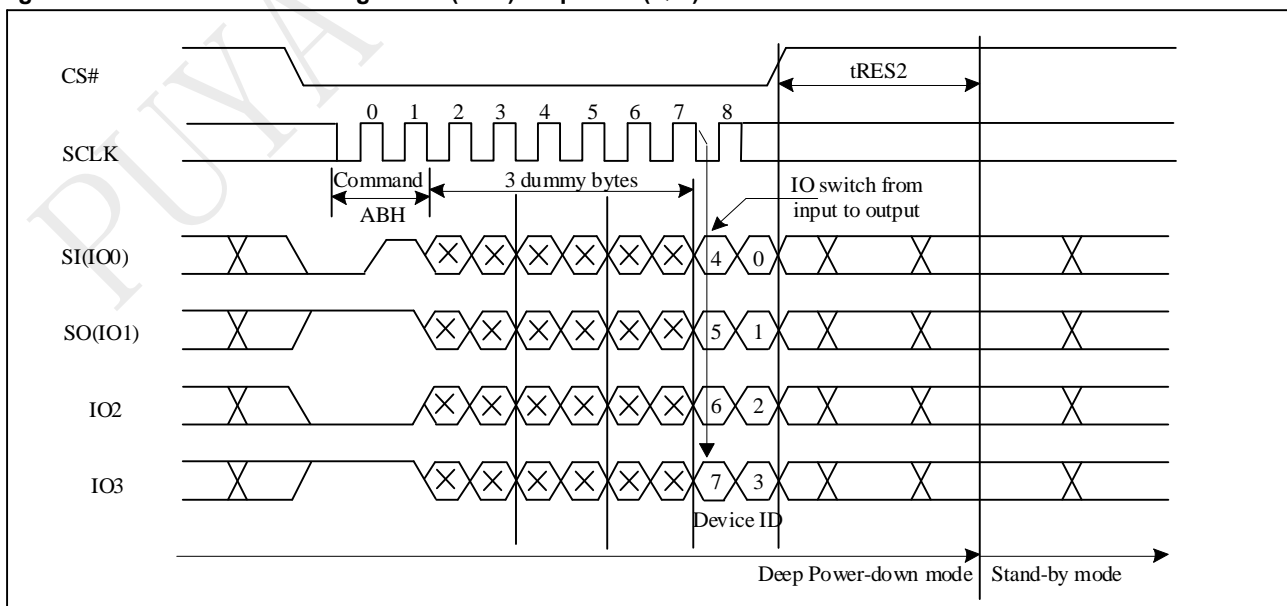 PUYA
CS#
tRES2
0 1 2 3 4 5 6 7 8
SCLK
Command
3 dummy bytes
IO switch from
input to output
ABH
SI(IO0)
4 0
SO(IO1)
5 1
IO2
6 2
IO3
7 3
Device ID
Deep Power-down mode
Stand-by mode